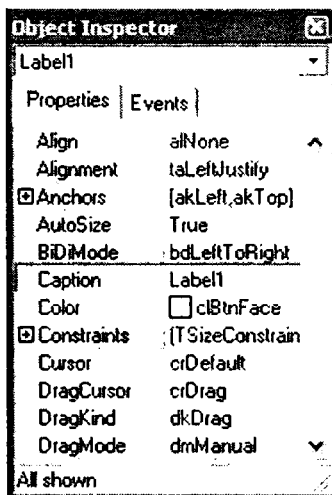 Object Inspector
Label1
Properties Events
Align alNone
Alignment taLeftJustify
Anchors [akLeft,akTop]
AutoSize True
BiDiMode bdLeftToRight
Caption Label1
Color clBtnFace
Constraints (TSizeConstrain
Cursor crDefault
DragCursor crDrag
DragKind dkDrag
DragMode dmManual
All shown